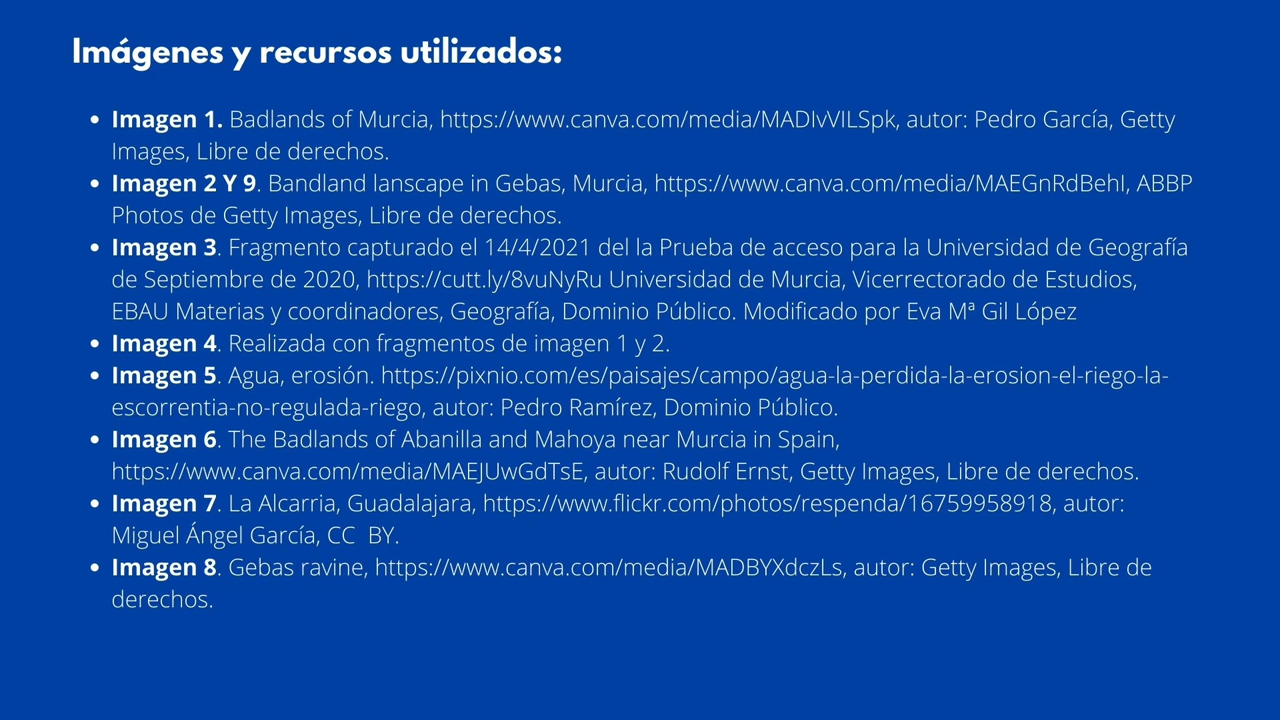 Imágenes y recursos utilizados:
• Imagen 1. Badlands of Murcia, https://www.canva.com/media/MADIvVILSpk, autor: Pedro García, Getty
Images, Libre de derechos.
• Imagen 2 Y 9. Bandland lanscape in Gebas, Murcia, https://www.canva.com/media/MAEGnRdBehI, ABBP
Photos de Getty Images, Libre de derechos.
• Imagen 3. Fragmento capturado el 14/4/2021 del la Prueba de acceso para la Universidad de Geografía
de Septiembre de 2020, https://cutt.ly/8vuNyRu Universidad de Murcia, Vicerrectorado de Estudios,
EBAU Materias y coordinadores, Geografía, Dominio Público. Modificado por Eva Mª Gil López
• Imagen 4. Realizada con fragmentos de imagen 1 y 2.
• Imagen 5. Agua, erosión. https://pixnio.com/es/paisajes/campo/agua-la-perdida-la-erosion-el-riego-la-
escorrentia-no-regulada-riego, autor: Pedro Ramírez, Dominio Público.
• Imagen 6. The Badlands of Abanilla and Mahoya near Murcia in Spain,
https://www.canva.com/media/MAEJUwGdTsE, autor: Rudolf Ernst, Getty Images, Libre de derechos.
• Imagen 7. La Alcarria, Guadalajara, https://www.flickr.com/photos/respenda/16759958918, autor:
Miguel Ángel García, CC  BY.
• Imagen 8. Gebas ravine, https://www.canva.com/media/MADBYXdczLs, autor: Getty Images, Libre de
derechos.